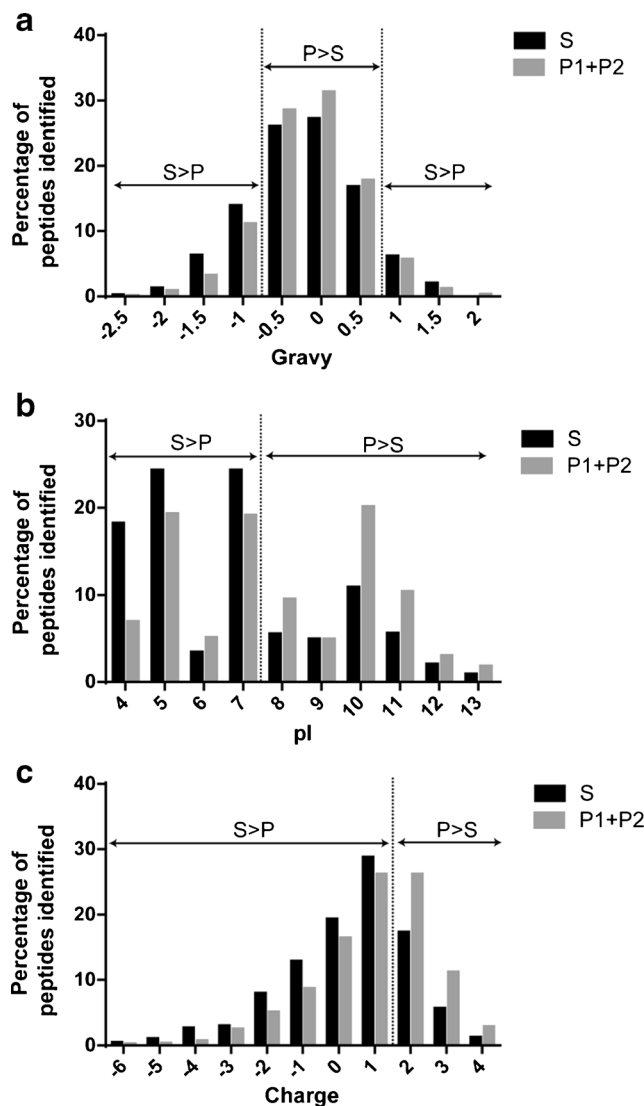 a
Percentage of
peptides identified
40
30
20
10
0
S>P
P>S
S>P
S
P1+P2
-2.5 -2 -1.5 -1 -0.5 0 0.5 1 1.5 2
Gravy
b
Percentage of
peptides identified
30
20
10
0
S>P
P>S
S
P1+P2
4 5 6 7 8 9 10 11 12 13
pI
c
Percentage of
peptides identified
40
30
20
10
0
S>P
P>S
S
P1+P2
-6 -5 -4 -3 -2 -1 0 1 2 3 4
Charge